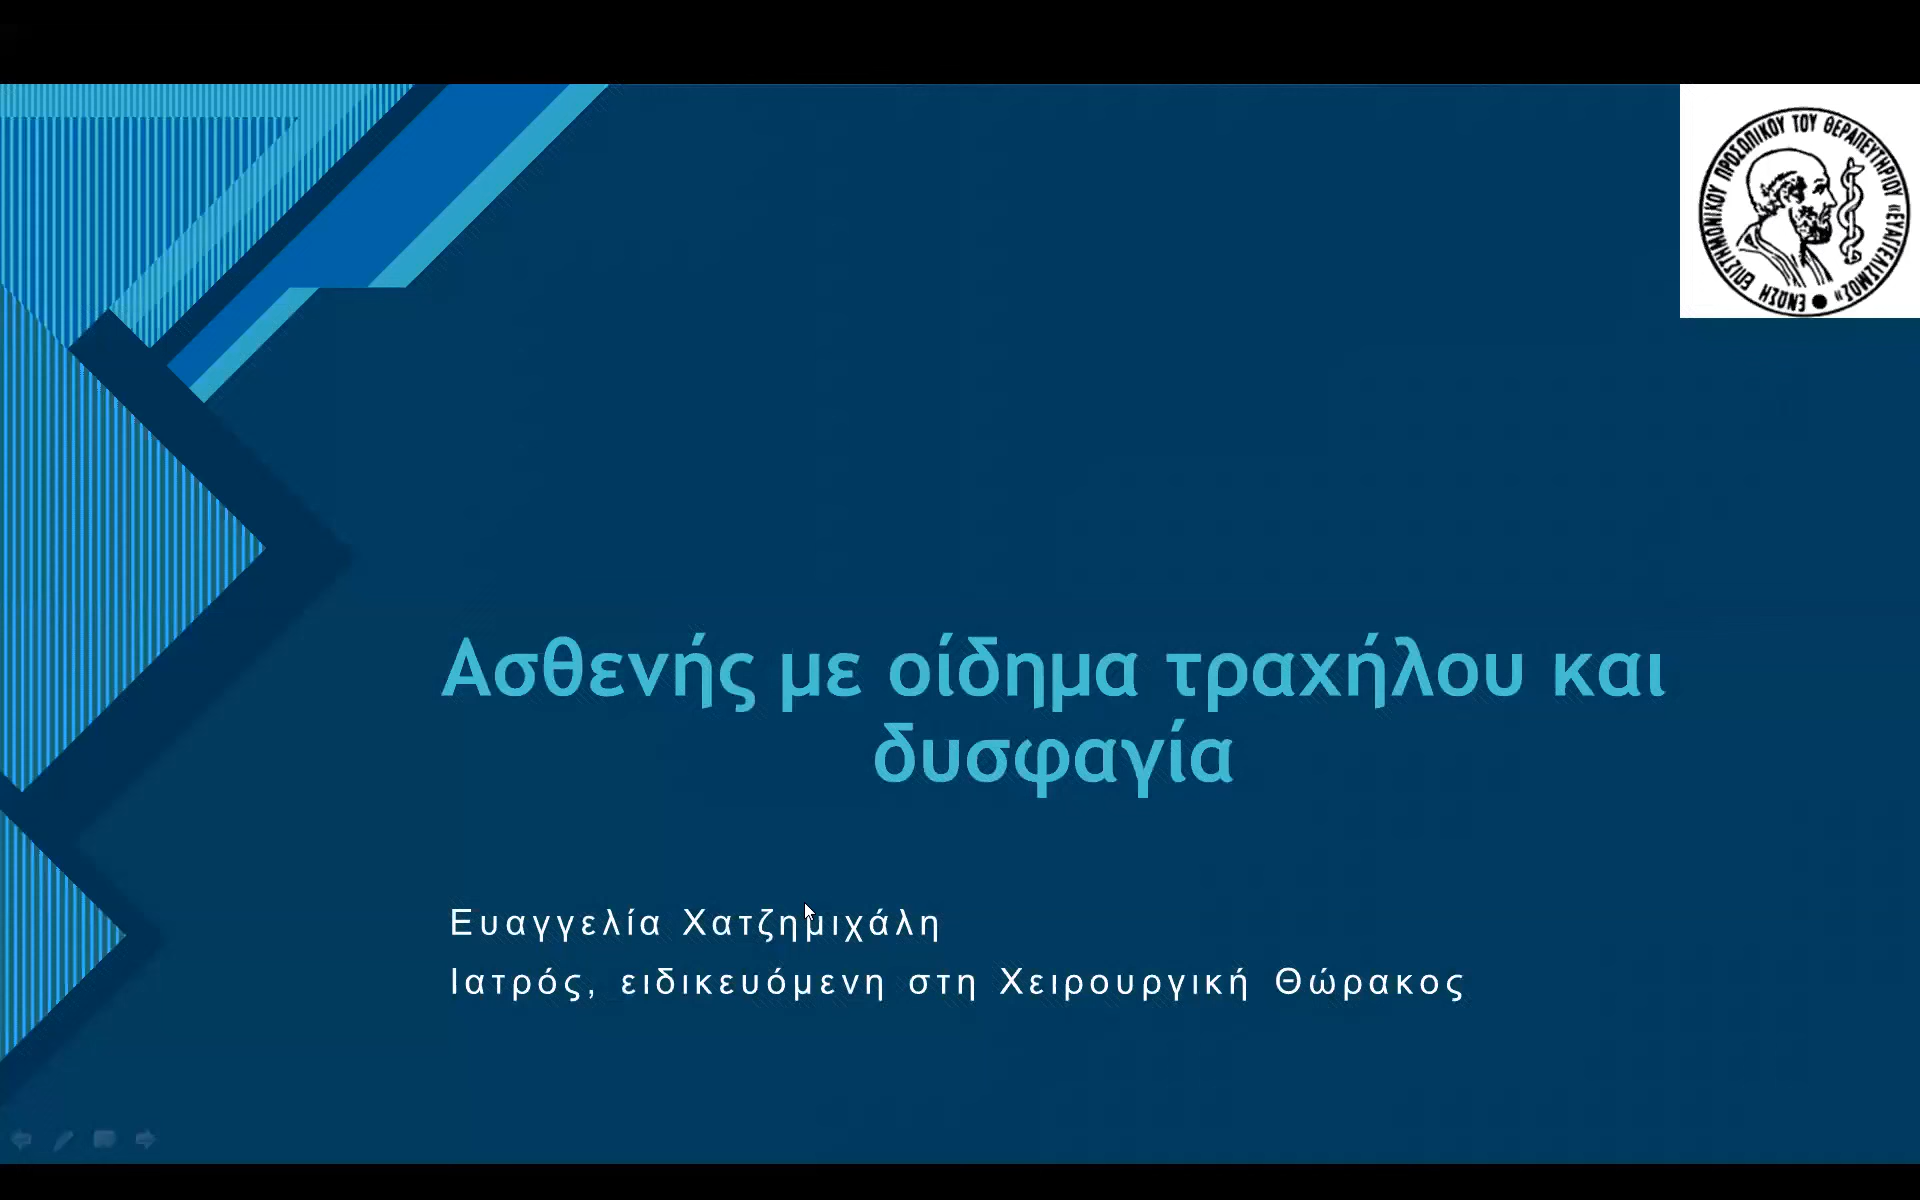 ΕΝΩΣΗ ΕΠΙΣΤΗΜΟΝΙΚΟΥ ΠΡΟΣΩΠΙΚΟΥ ΤΟΥ ΘΕΡΑΠΕΥΤΗΡΙΟΥ «ΕΥΑΓΓΕΛΙΣΜΟΣ»
Ασθενής με οίδημα τραχήλου και
δυσφαγία
Ευαγγελία Χατζημιχάλη
Ιατρός, ειδικευόμενη στη Χειρουργική Θώρακος